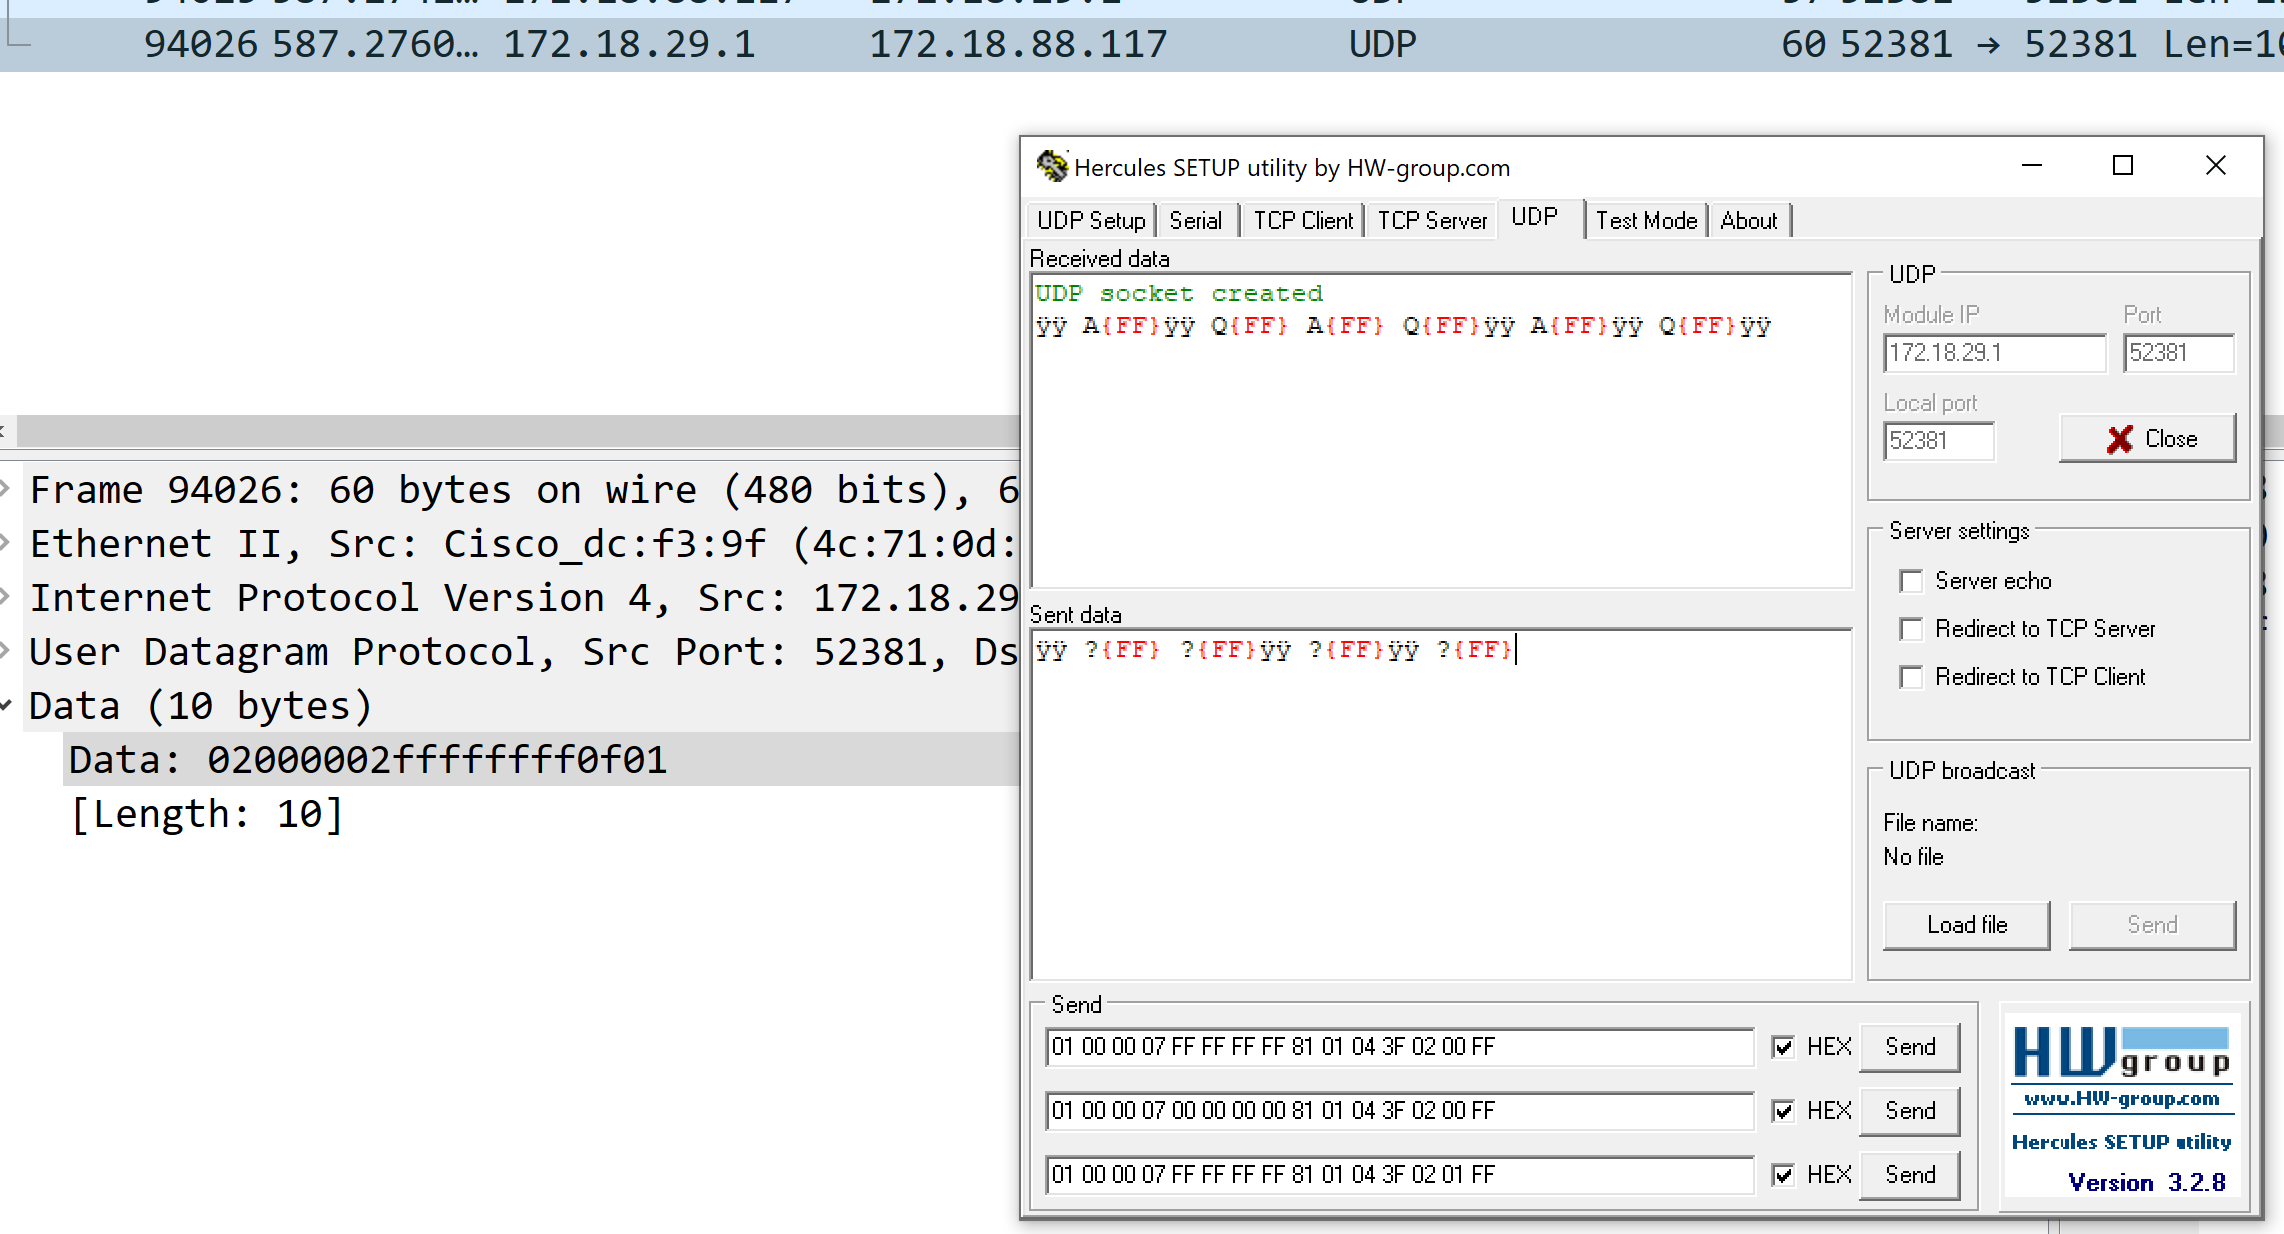 94026 587.2760… 172.18.29.1 172.18.88.117 UDP 60 52381 → 52381 Len=10
Hercules SETUP utility by HW-group.com
UDP Setup Serial TCP Client TCP Server UDP Test Mode About
Received data
UDP socket created
ÿÿ A{FF}ÿÿ Q{FF} A{FF} Q{FF}ÿÿ A{FF}ÿÿ Q{FF}ÿÿ
UDP
Module IP Port
172.18.29.1 52381
Local port
52381 Close
Server settings
Server echo
Redirect to TCP Server
Redirect to TCP Client
Sent data
ÿÿ ?{FF} ?{FF}ÿÿ ?{FF}ÿÿ ?{FF}
UDP broadcast
File name:
No file
Load file Send
Send
01 00 00 07 FF FF FF FF 81 01 04 3F 02 00 FF HEX Send
01 00 00 07 00 00 00 00 81 01 04 3F 02 00 FF HEX Send
01 00 00 07 FF FF FF FF 81 01 04 3F 02 01 FF HEX Send
HW group
www.HW-group.com
Hercules SETUP utility
Version 3.2.8
Frame 94026: 60 bytes on wire (480 bits), 6
Ethernet II, Src: Cisco_dc:f3:9f (4c:71:0d:
Internet Protocol Version 4, Src: 172.18.29
User Datagram Protocol, Src Port: 52381, Ds
Data (10 bytes)
Data: 02000002ffffffff0f01
[Length: 10]